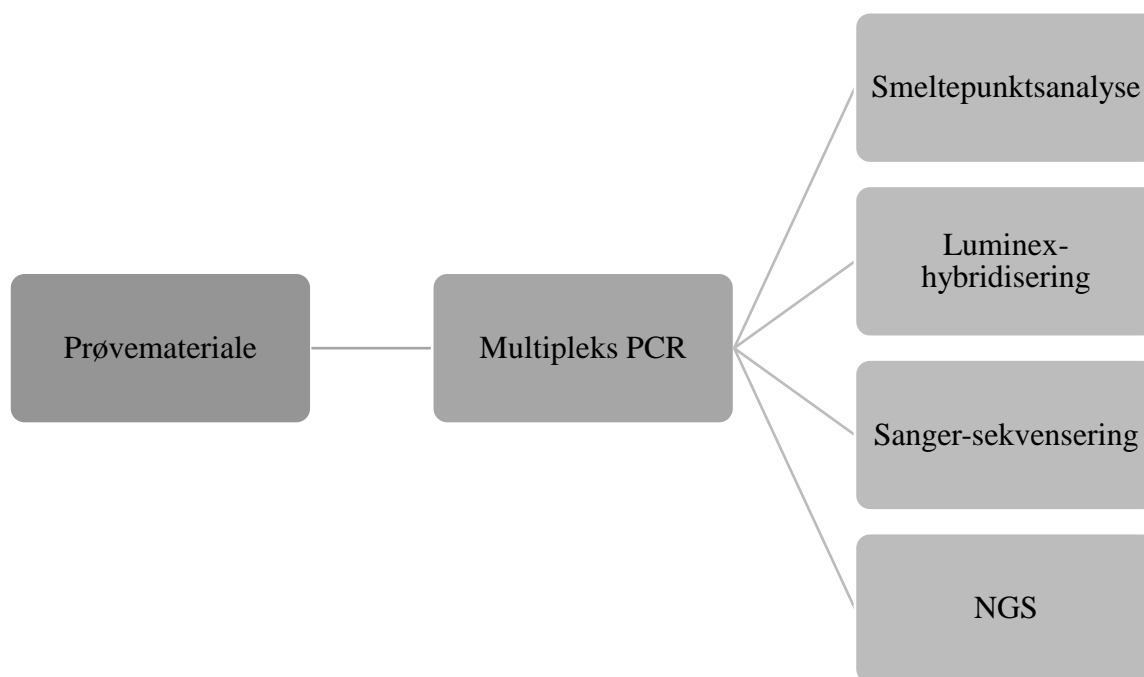 Prøvemateriale
Multipleks PCR
Smeltepunktsanalyse
Luminex-
hybridisering
Sanger-sekvensering
NGS